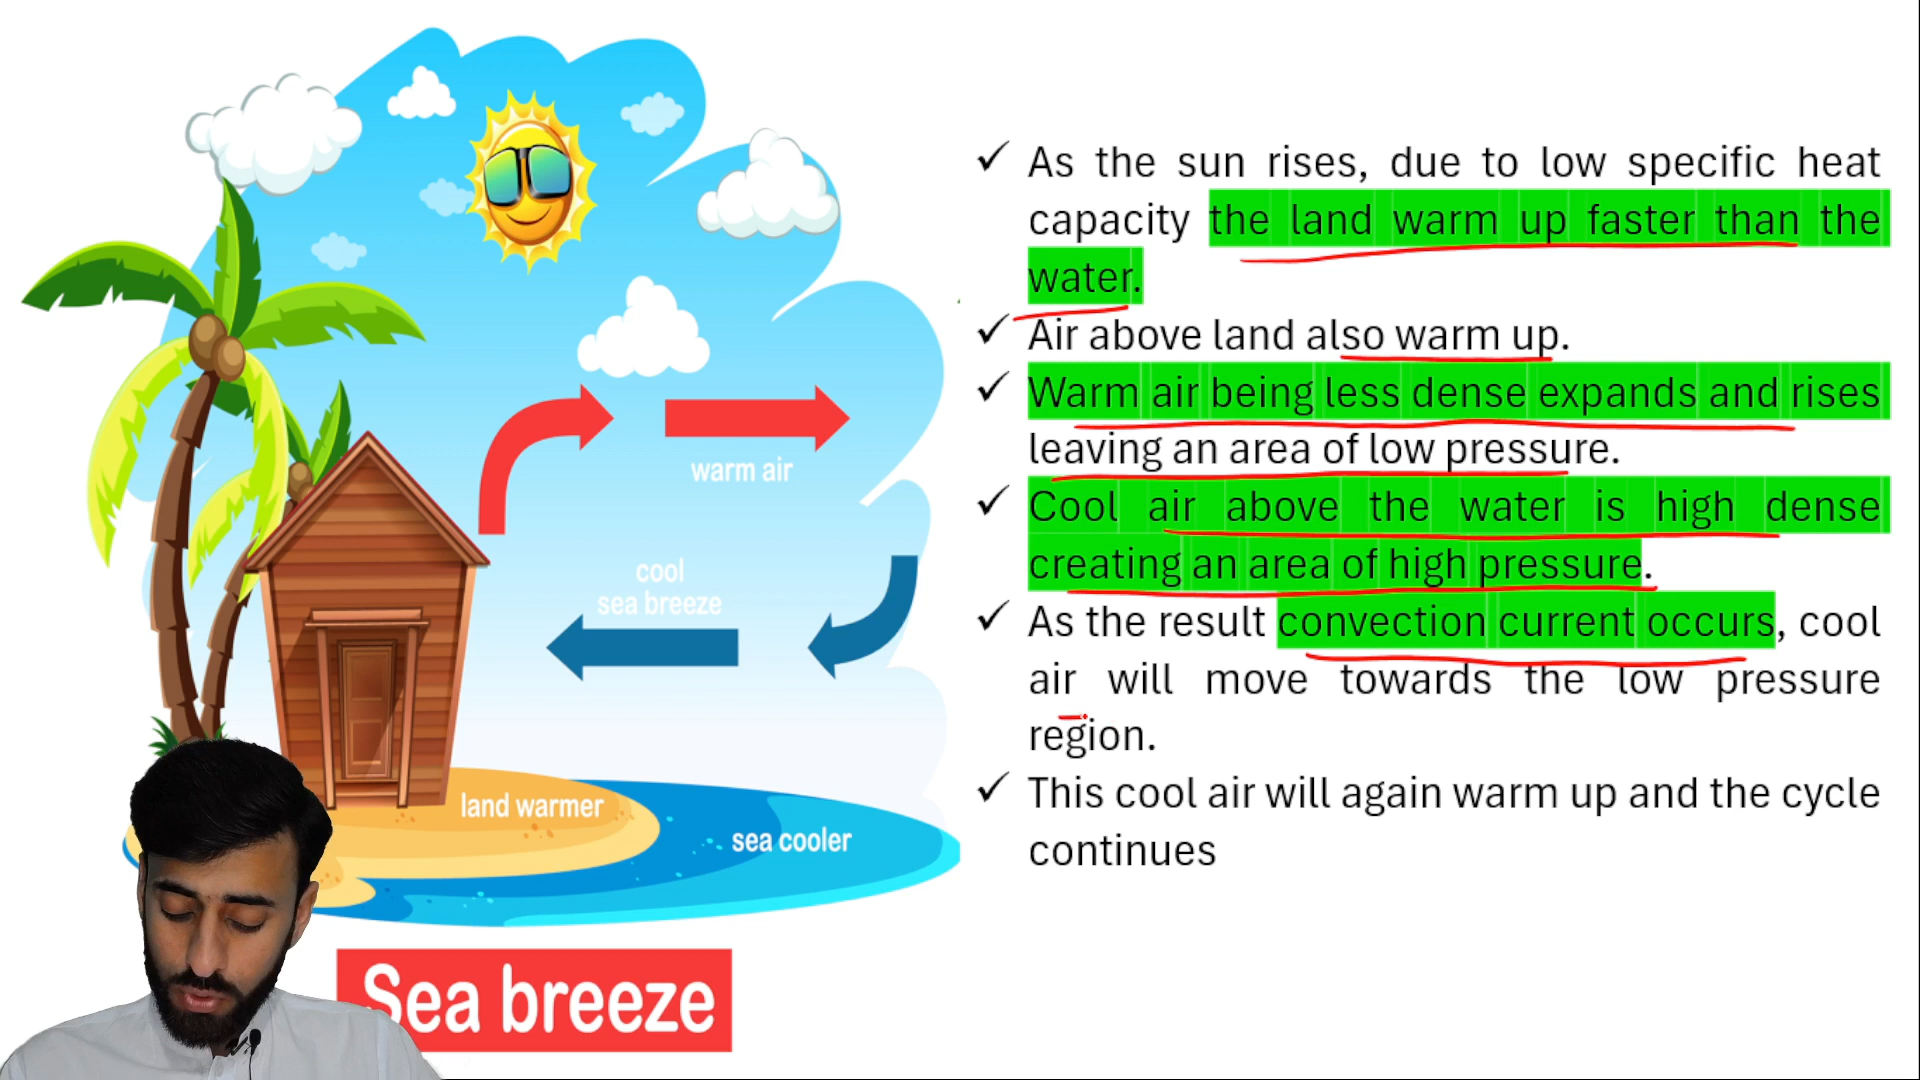 As the sun rises, due to low specific heat
capacity the land warm up faster than the
water.
Air above land also warm up.
Warm air being less dense expands and rises
leaving an area of low pressure.
Cool air above the water is high dense
creating an area of high pressure.
As the result convection current occurs, cool
air will move towards the low pressure
region.
This cool air will again warm up and the cycle
continues
warm air
cool
sea breeze
land warmer
sea cooler
Sea breeze